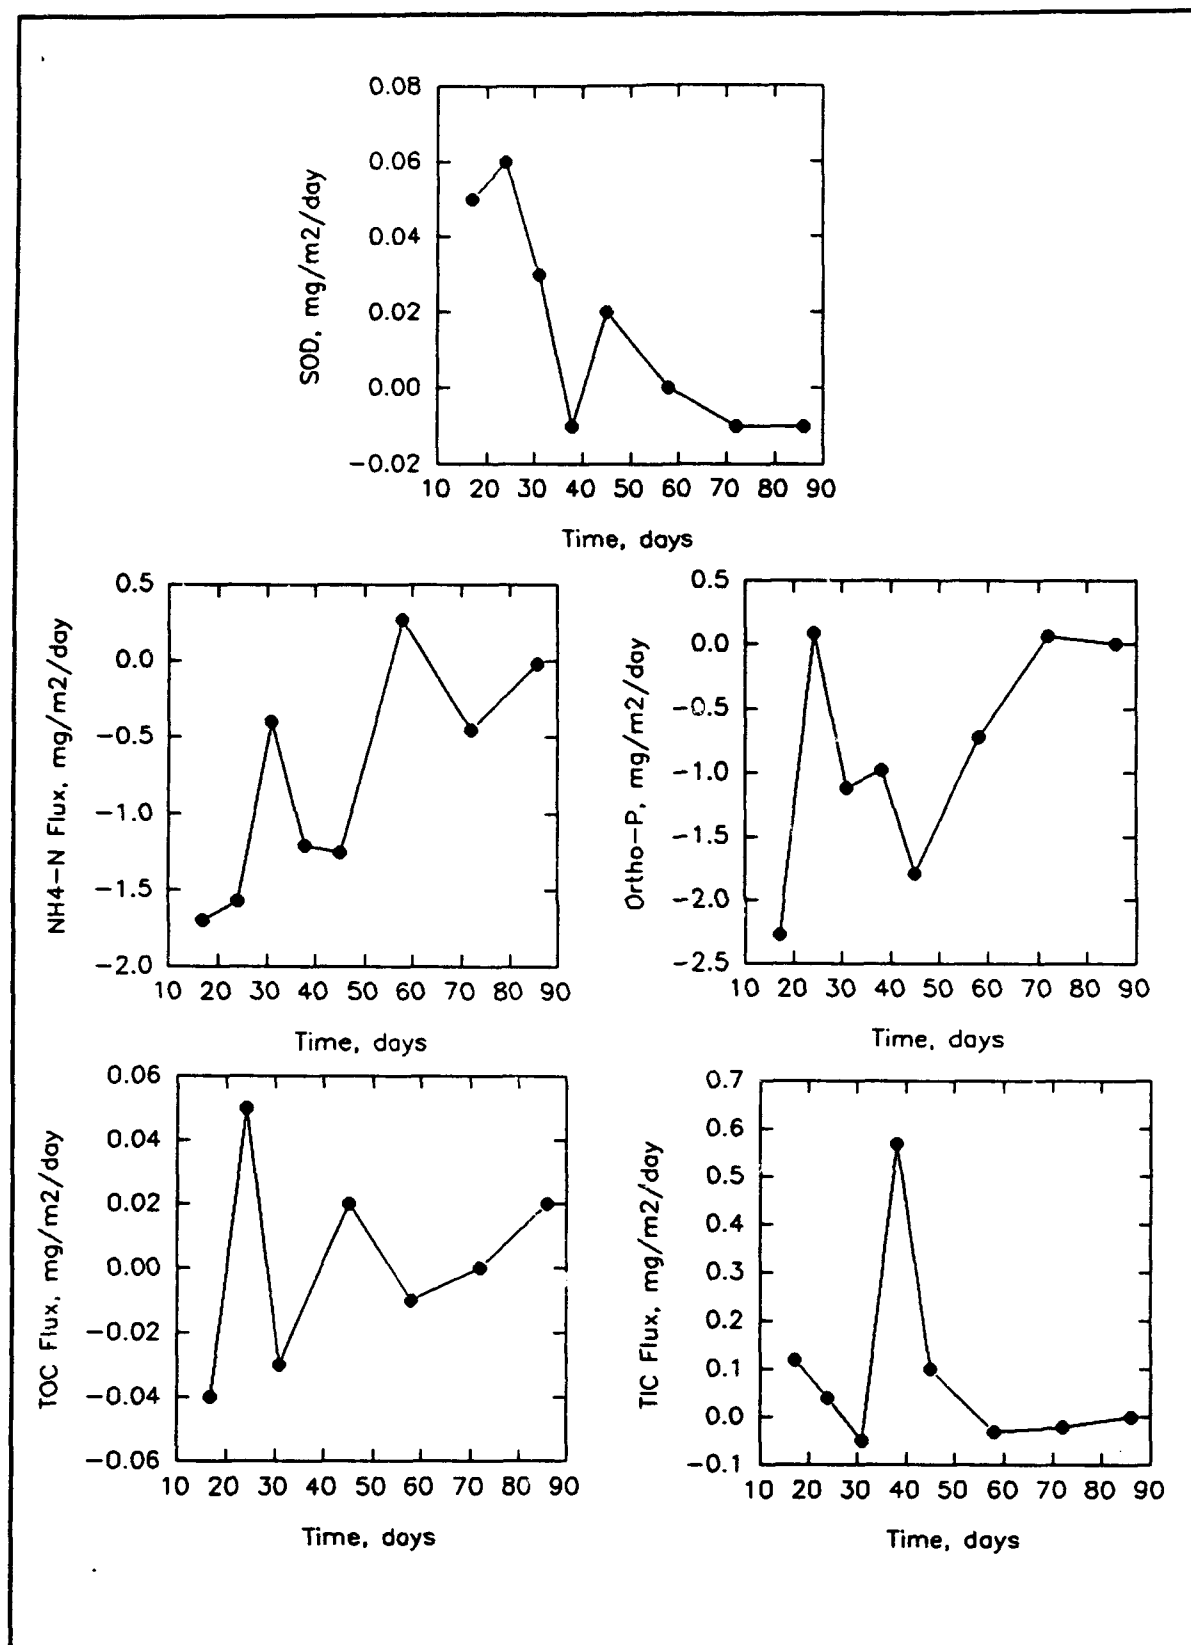 0.08
0.06
0.04
0.02
0.00
−0.02
SOD, mg/m2/day
10 20 30 40 50 60 70 80 90
Time, days
0.5
0.0
−0.5
−1.0
−1.5
−2.0
NH4−N Flux, mg/m2/day
10 20 30 40 50 60 70 80 90
Time, days
0.5
0.0
−0.5
−1.0
−1.5
−2.0
−2.5
Ortho−P, mg/m2/day
10 20 30 40 50 60 70 80 90
Time, days
0.06
0.04
0.02
0.00
−0.02
−0.04
−0.06
TOC Flux, mg/m2/day
10 20 30 40 50 60 70 80 90
Time, days
0.7
0.6
0.5
0.4
0.3
0.2
0.1
0.0
−0.1
TIC Flux, mg/m2/day
10 20 30 40 50 60 70 80 90
Time, days